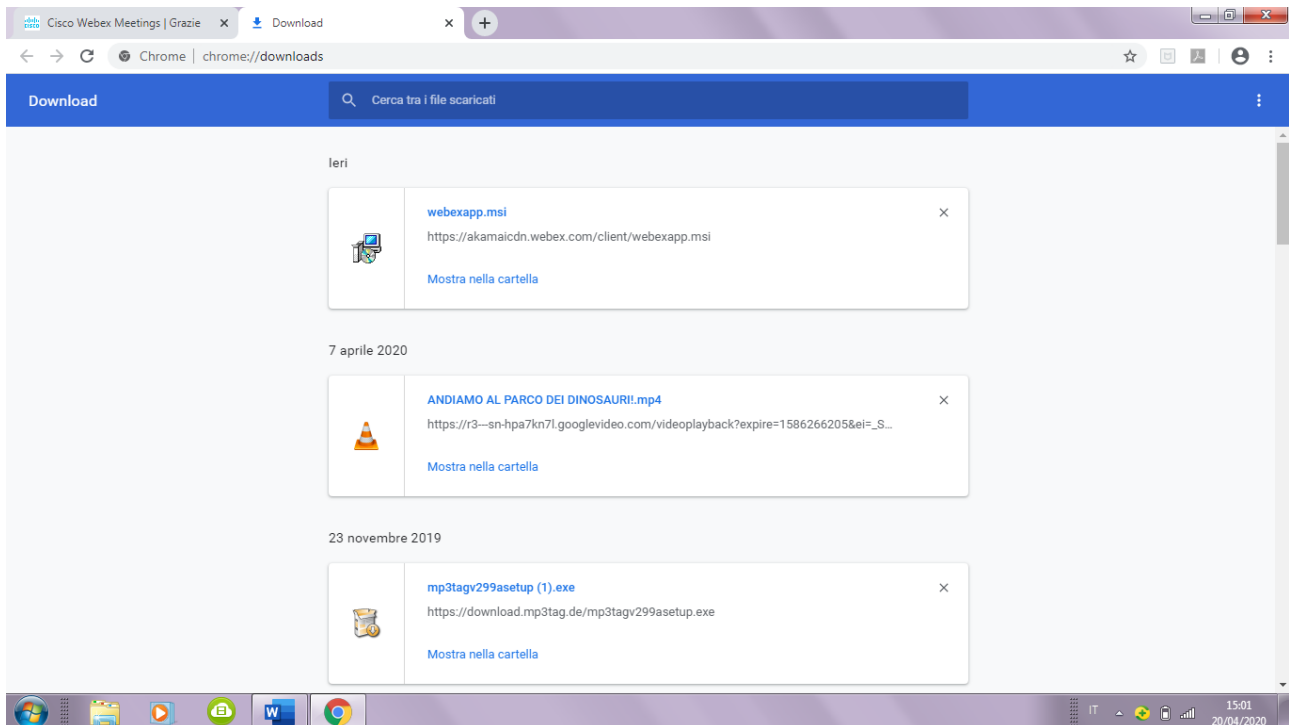 Cisco Webex Meetings | Grazie
Download
Chrome | chrome://downloads
Download
Cerca tra i file scaricati
Ieri
webexapp.msi
https://akamaicdn.webex.com/client/webexapp.msi
Mostra nella cartella
7 aprile 2020
ANDIAMO AL PARCO DEI DINOSAURI!.mp4
https://r3---sn-hpa7kn7l.googlevideo.com/videoplayback?expire=1586266205&ei=_S...
Mostra nella cartella
23 novembre 2019
mp3tagv299asetup (1).exe
https://download.mp3tag.de/mp3tagv299asetup.exe
Mostra nella cartella
IT
15:01
20/04/2020